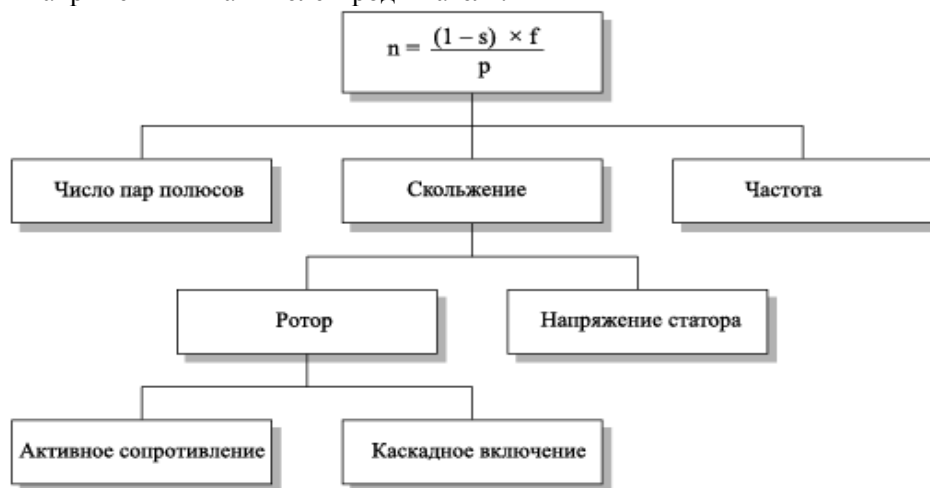 n = (1 – s) × f / p
Число пар полюсов
Скольжение
Частота
Ротор
Напряжение статора
Активное сопротивление
Каскадное включение